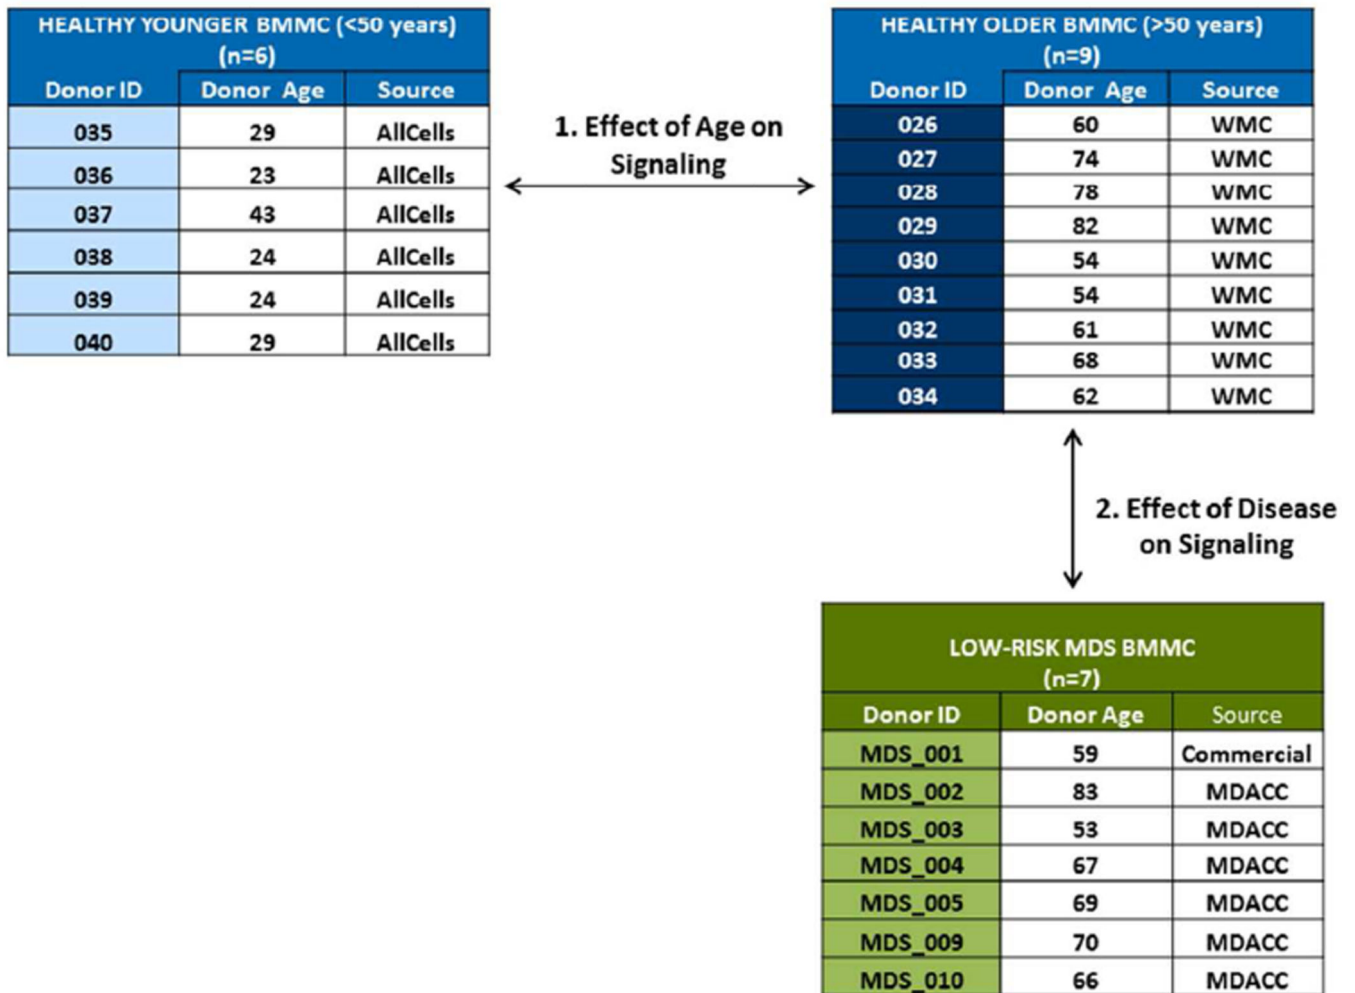 HEALTHY YOUNGER BMMC (<50 years)
(n=6)
Donor ID Donor Age Source
035 29 AllCells
036 23 AllCells
037 43 AllCells
038 24 AllCells
039 24 AllCells
040 29 AllCells
1. Effect of Age on
Signaling
HEALTHY OLDER BMMC (>50 years)
(n=9)
Donor ID Donor Age Source
026 60 WMC
027 74 WMC
028 78 WMC
029 82 WMC
030 54 WMC
031 54 WMC
032 61 WMC
033 68 WMC
034 62 WMC
2. Effect of Disease
on Signaling
LOW-RISK MDS BMMC
(n=7)
Donor ID Donor Age Source
MDS_001 59 Commercial
MDS_002 83 MDACC
MDS_003 53 MDACC
MDS_004 67 MDACC
MDS_005 69 MDACC
MDS_009 70 MDACC
MDS_010 66 MDACC